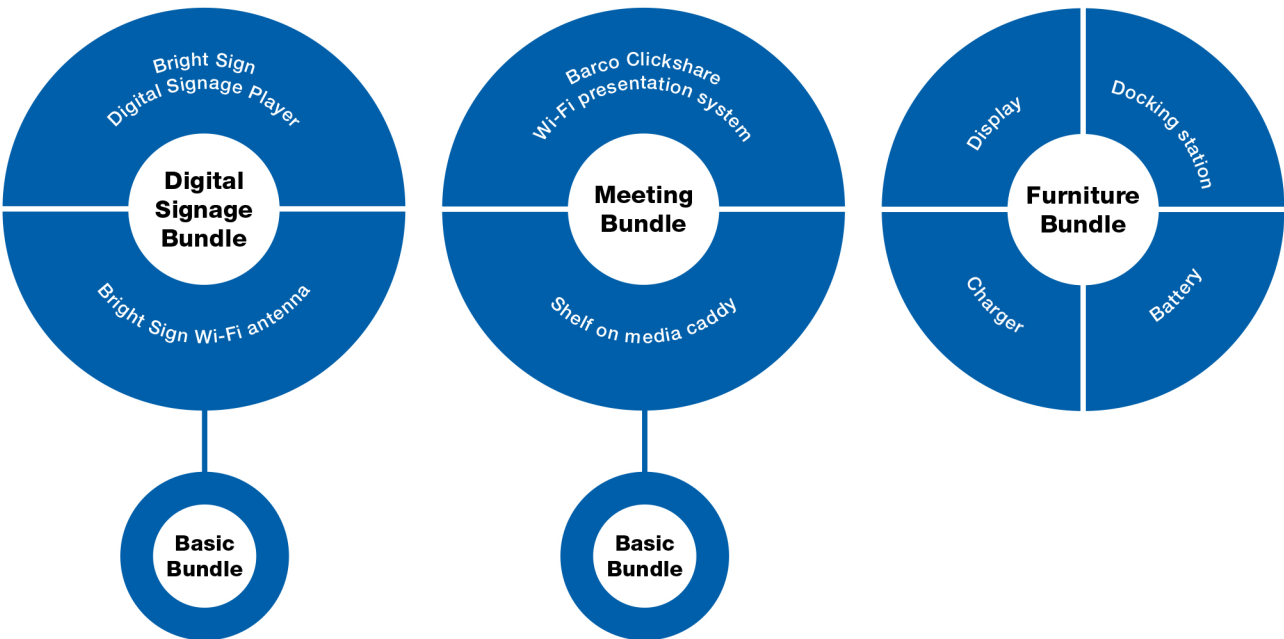 Bright Sign
Digital Signage Player
Digital
Signage
Bundle
Bright Sign Wi-Fi antenna
Basic
Bundle
Barco Clickshare
Wi-Fi presentation system
Meeting
Bundle
Shelf on media caddy
Basic
Bundle
Display
Docking station
Furniture
Bundle
Charger
Battery